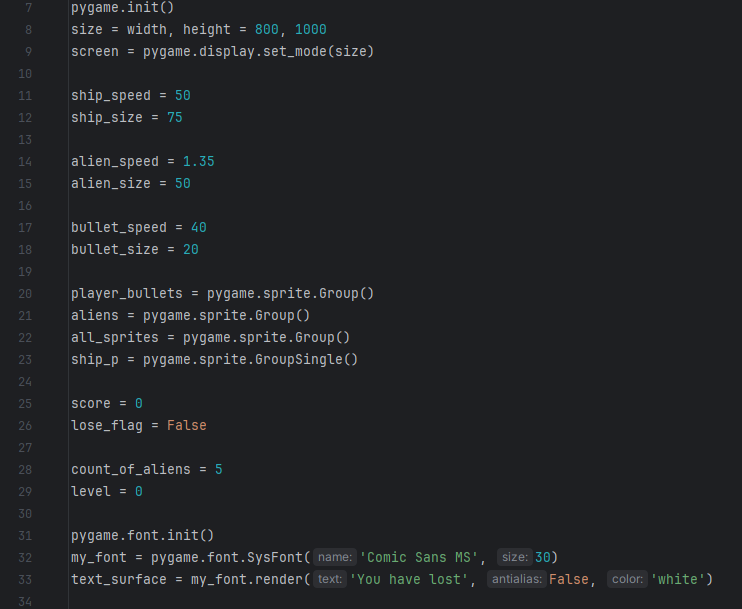 7 pygame.init()
8 size = width, height = 800, 1000
9 screen = pygame.display.set_mode(size)
10
11 ship_speed = 50
12 ship_size = 75
13
14 alien_speed = 1.35
15 alien_size = 50
16
17 bullet_speed = 40
18 bullet_size = 20
19
20 player_bullets = pygame.sprite.Group()
21 aliens = pygame.sprite.Group()
22 all_sprites = pygame.sprite.Group()
23 ship_p = pygame.sprite.GroupSingle()
24
25 score = 0
26 lose_flag = False
27
28 count_of_aliens = 5
29 level = 0
30
31 pygame.font.init()
32 my_font = pygame.font.SysFont( name: 'Comic Sans MS', size: 30)
33 text_surface = my_font.render( text: 'You have lost', antialias: False, color: 'white')
34